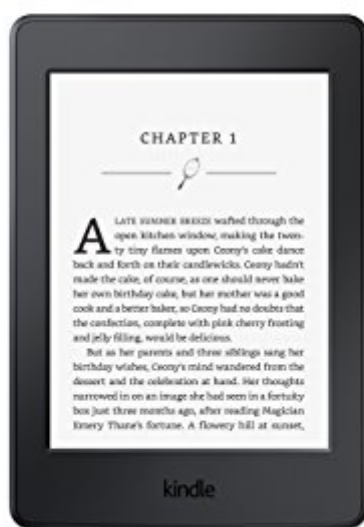 CHAPTER 1
A LATE SUMMER BREEZE wafted through the
open kitchen window, making the twen-
ty tiny flames upon Ceony's cake dance
back and forth on their candlewicks. Ceony hadn't
made the cake, of course, as one should never bake
her own birthday cake, but her mother was a good
cook and a better baker, so Ceony had no doubts that
the confection, complete with pink cherry frosting
and jelly filling, would be delicious.
But as her parents and three siblings sang her
birthday wishes, Ceony's mind wandered from the
dessert and the celebration at hand. Her thoughts
narrowed in on an image she had seen in a fortuity
box just three months ago, after reading Magician
Emery Thane's fortune. A flowery hill at sunset,
kindle